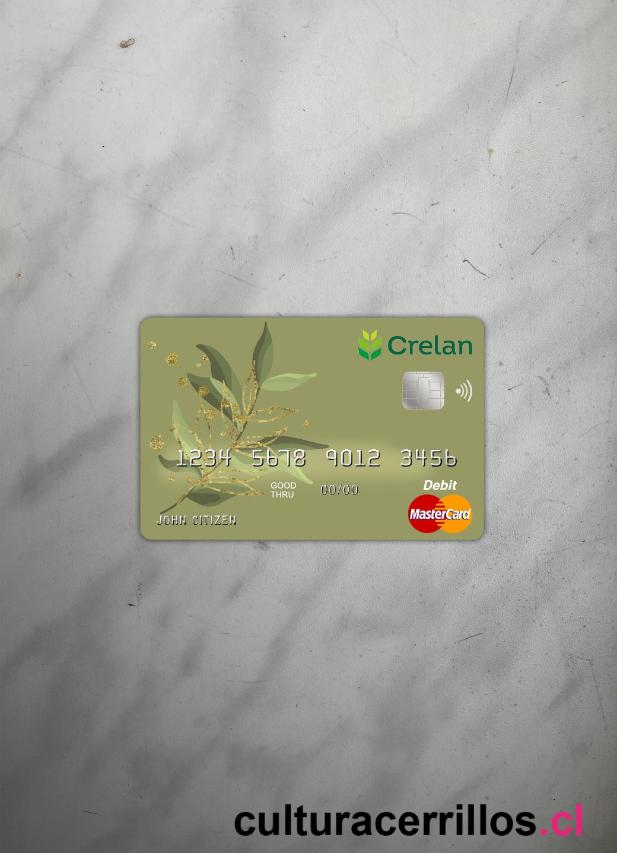 Crelan
1234 5678 9012 3456
GOOD
THRU
00/00
Debit
JOHN CITIZEN
MasterCard
culturacerrillos.cl